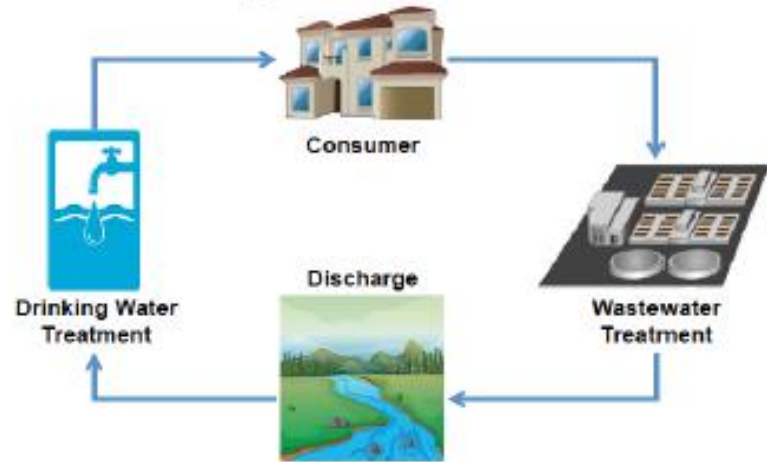 Consumer
Discharge
Drinking Water
Treatment
Wastewater
Treatment